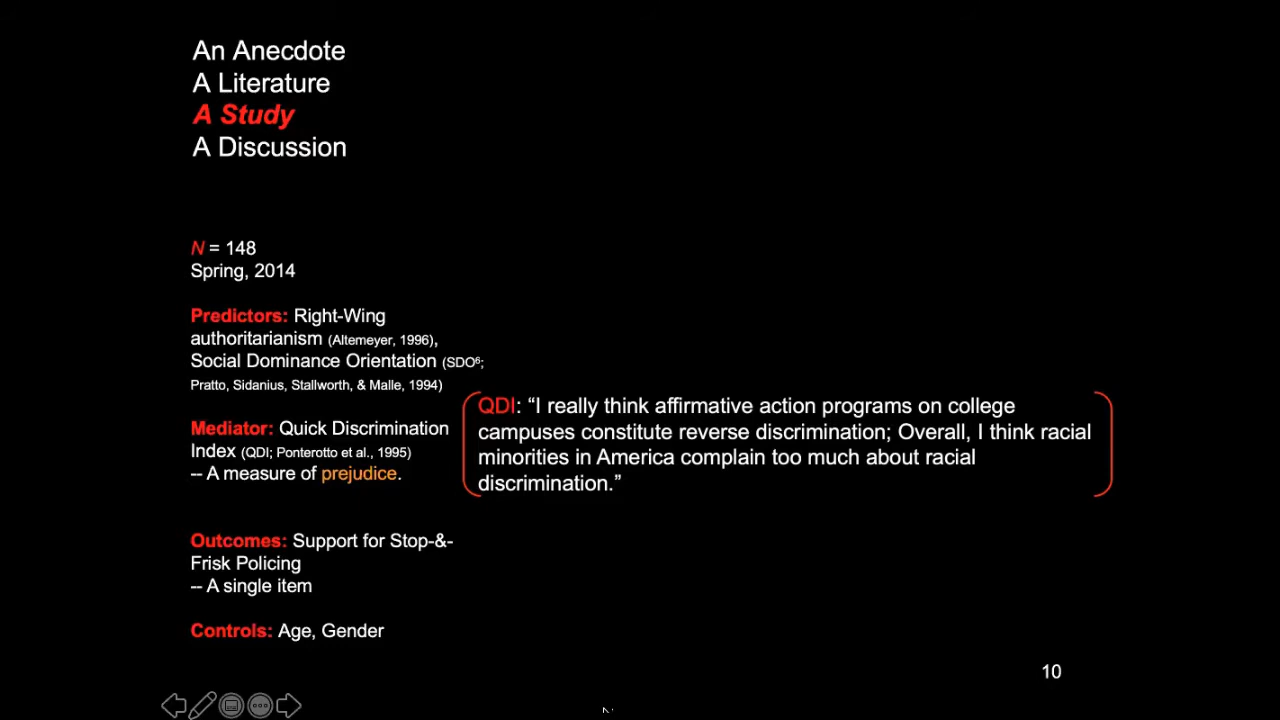 An Anecdote
A Literature
A Study
A Discussion
N = 148
Spring, 2014
Predictors: Right-Wing
authoritarianism (Altemeyer, 1996),
Social Dominance Orientation (SDO⁶;
Pratto, Sidanius, Stallworth, & Malle, 1994)
Mediator: Quick Discrimination
Index (QDI; Ponterotto et al., 1995)
-- A measure of prejudice.
QDI: “I really think affirmative action programs on college
campuses constitute reverse discrimination; Overall, I think racial
minorities in America complain too much about racial
discrimination.”
Outcomes: Support for Stop-&-
Frisk Policing
-- A single item
Controls: Age, Gender
10